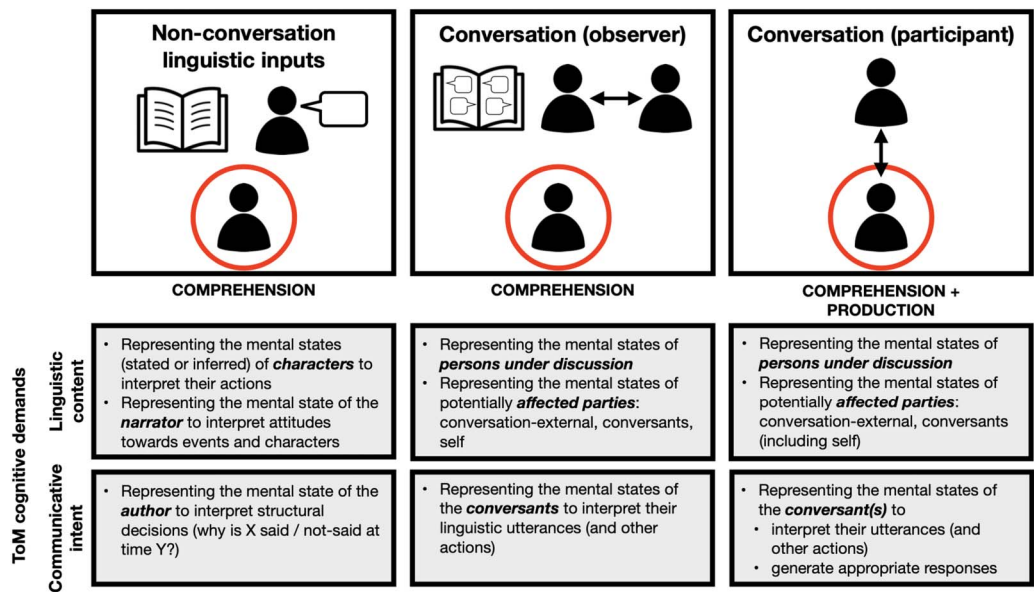 Non-conversation
linguistic inputs
Conversation (observer)
Conversation (participant)
COMPREHENSION
COMPREHENSION
COMPREHENSION +
PRODUCTION
ToM cognitive demands
Linguistic
content
• Representing the mental states
(stated or inferred) of characters to
interpret their actions
• Representing the mental state of the
narrator to interpret attitudes
towards events and characters
• Representing the mental states of
persons under discussion
• Representing the mental states of
potentially affected parties:
conversation-external, conversants,
self
• Representing the mental states of
persons under discussion
• Representing the mental states of
potentially affected parties:
conversation-external, conversants
(including self)
Communicative
intent
• Representing the mental state of the
author to interpret structural
decisions (why is X said / not-said at
time Y?)
• Representing the mental states of
the conversants to interpret their
linguistic utterances (and other
actions)
• Representing the mental states of
the conversant(s) to
• interpret their utterances (and
other actions)
• generate appropriate responses